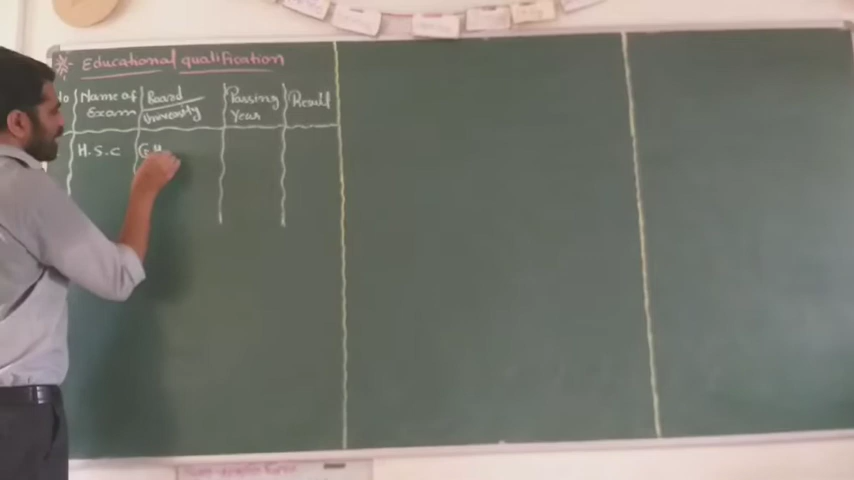 Educational qualification
No Name of Exam Board University Passing Year Result
H.S.C G.H